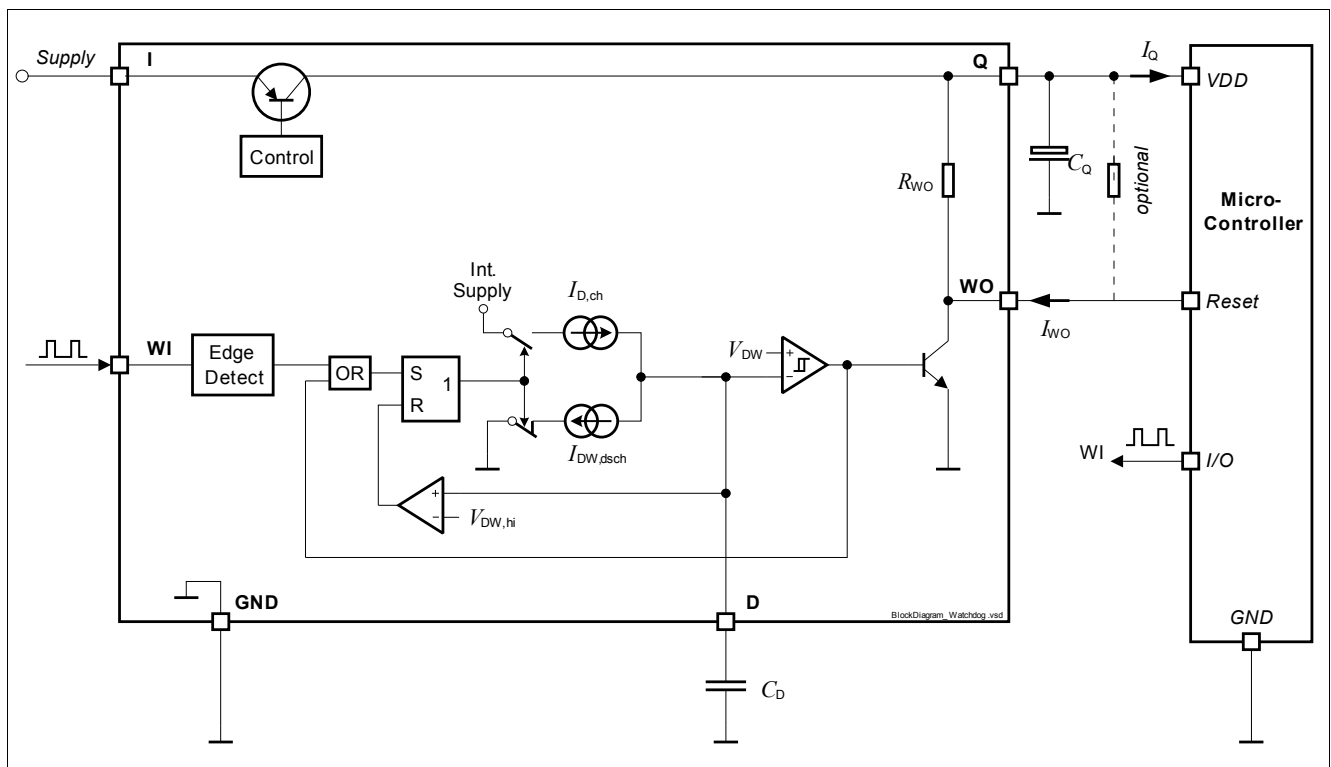 Supply
I
Q
I_Q
VDD
Control
R_WO
C_Q
optional
Micro-
Controller
Int.
Supply
I_D,ch
WO
I_WO
Reset
WI
Edge
Detect
OR
S
1
R
V_DW
+
−
I_DW,dsch
WI
I/O
+
−
V_DW,hi
GND
D
BlockDiagram_Watchdog.vsd
GND
C_D